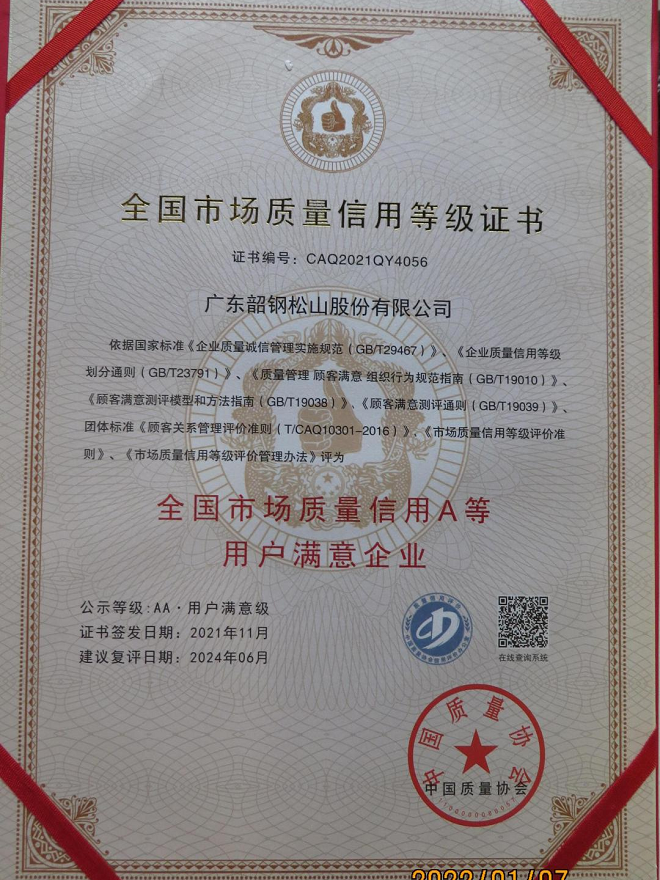 全国市场质量信用等级证书
证书编号：CAQ2021QY4056
广东韶钢松山股份有限公司
依据国家标准《企业质量诚信管理实施规范（GB/T29467）》、《企业质量信用等级
划分通则（GB/T23791）》、《质量管理 顾客满意 组织行为规范指南（GB/T19010）》、
《顾客满意测评模型和方法指南（GB/T19038）》、《顾客满意测评通则（GB/T19039）》、
团体标准《顾客关系管理评价准则（T/CAQ10301-2016）》、《市场质量信用等级评价准
则》、《市场质量信用等级评价管理办法》评为
全国市场质量信用A等
用户满意企业
公示等级:AA·用户满意级
证书签发日期：2021年11月
建议复评日期：2024年06月
在线查询系统
中国质量协会
中国质量协会
2022/01/07